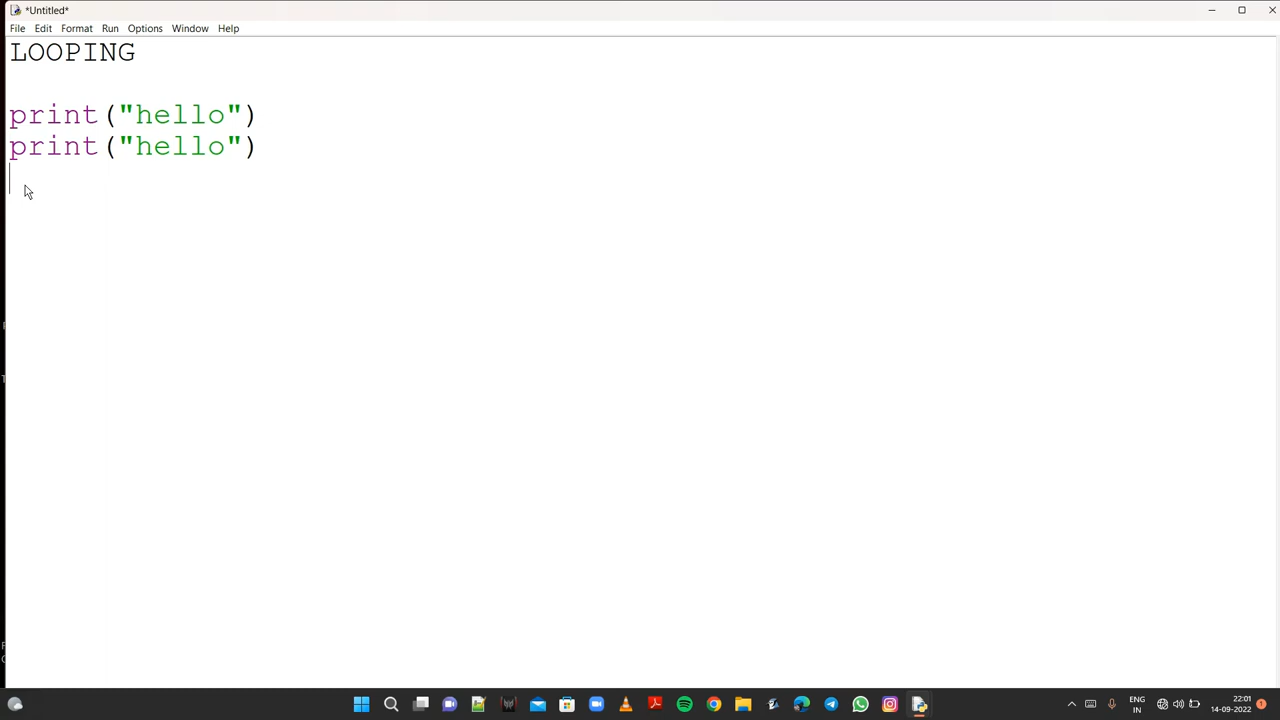 *Untitled*
File Edit Format Run Options Window Help
LOOPING
print("hello")
print("hello")
ENG
IN
22:01
14-09-2022